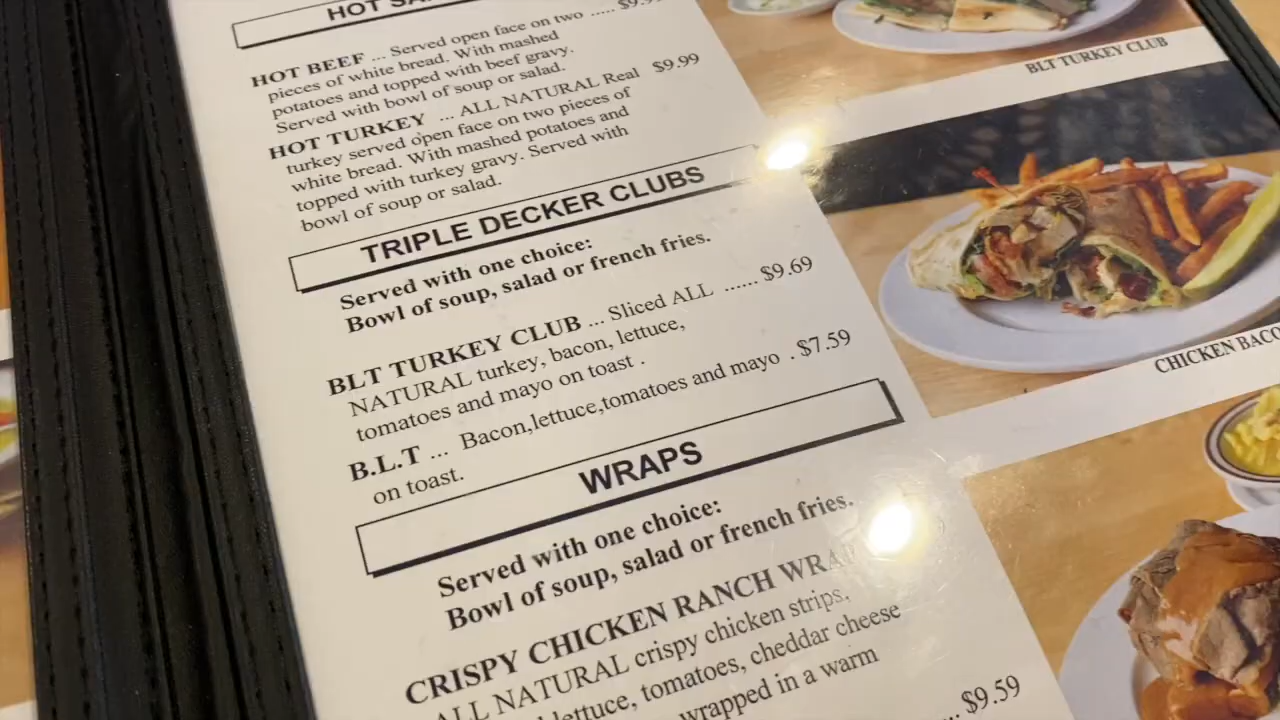 HOT
HOT BEEF ... Served open face on two ..... $9.99
pieces of white bread. With mashed
potatoes and topped with beef gravy.
Served with bowl of soup or salad.
HOT TURKEY ... ALL NATURAL Real $9.99
turkey served open face on two pieces of
white bread. With mashed potatoes and
topped with turkey gravy. Served with
bowl of soup or salad.
TRIPLE DECKER CLUBS
Served with one choice:
Bowl of soup, salad or french fries.
BLT TURKEY CLUB ... Sliced ALL ...... $9.69
NATURAL turkey, bacon, lettuce,
tomatoes and mayo on toast .
B.L.T ... Bacon,lettuce,tomatoes and mayo . $7.59
on toast.
WRAPS
Served with one choice:
Bowl of soup, salad or french fries.
CRISPY CHICKEN RANCH WRAP
ALL NATURAL crispy chicken strips,
lettuce, tomatoes, cheddar cheese
wrapped in a warm
.. $9.59
BLT TURKEY CLUB
CHICKEN BACO